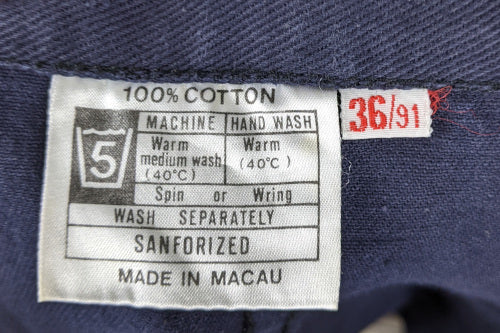 100% COTTON
36/91
5
MACHINE HAND WASH
Warm medium wash (40°C)
Warm (40°C)
Spin or Wring
WASH SEPARATELY
SANFORIZED
MADE IN MACAU